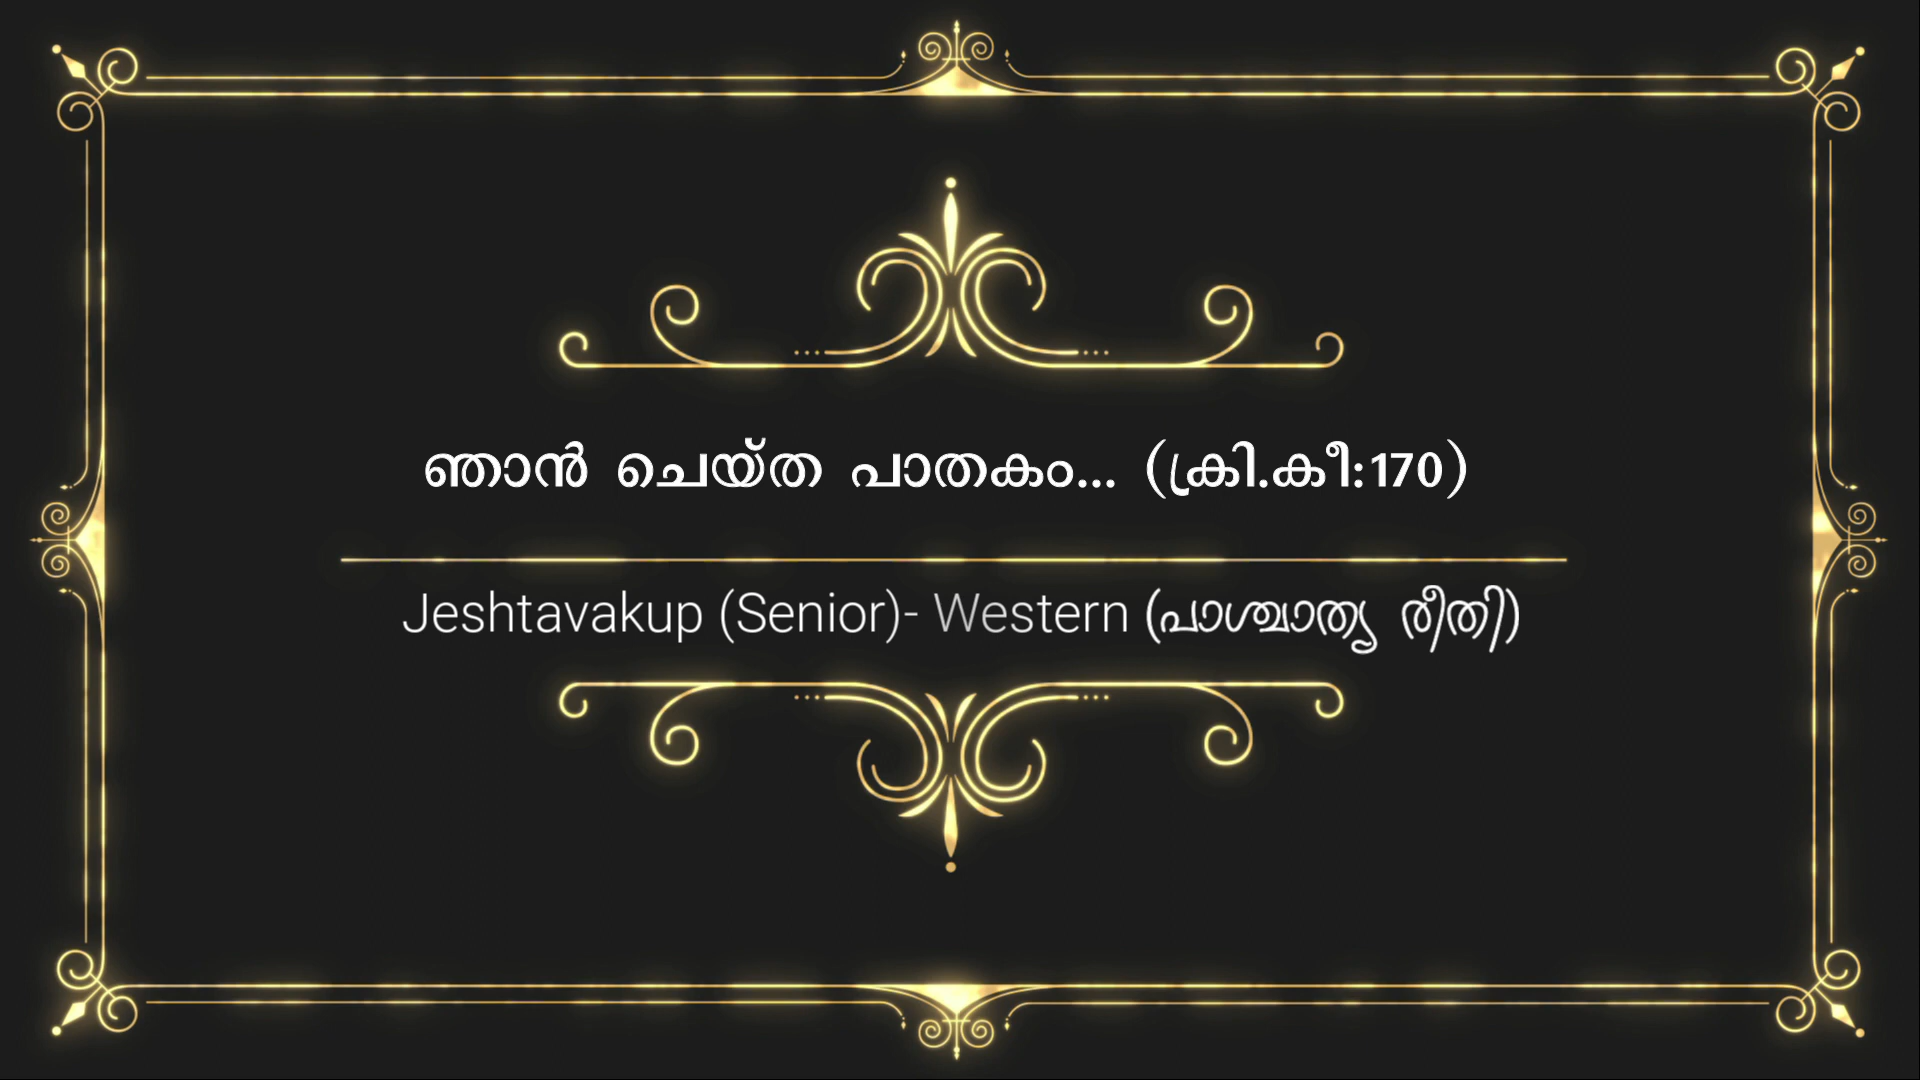 ഞാൻ ചെയ്ത പാതകം... (ക്രി.കീ:170)
Jeshtavakup (Senior)- Western (പാശ്ചാത്യ രീതി)